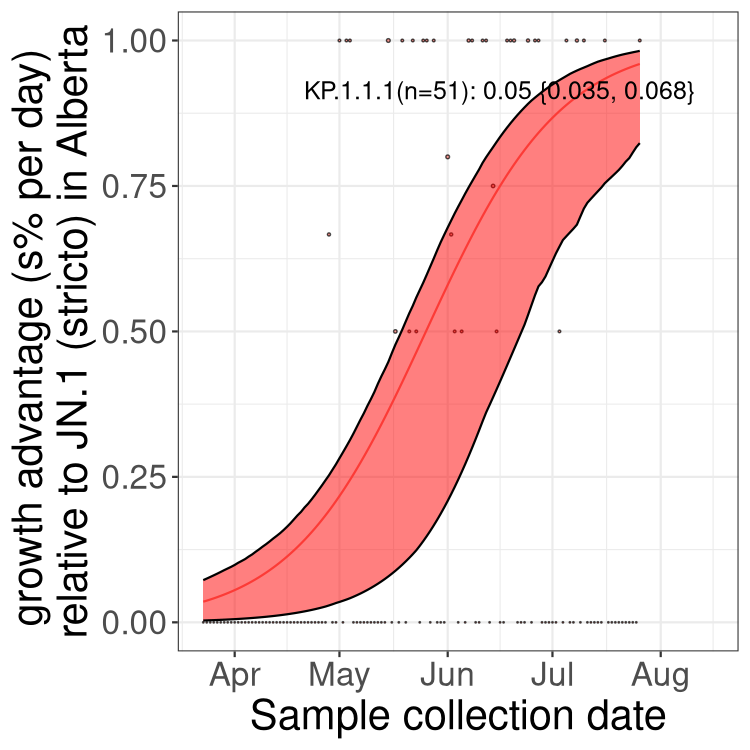 growth advantage (s% per day)
relative to JN.1 (stricto) in Alberta
1.00
0.75
0.50
0.25
0.00
KP.1.1.1(n=51): 0.05 {0.035, 0.068}
Apr May Jun Jul Aug
Sample collection date